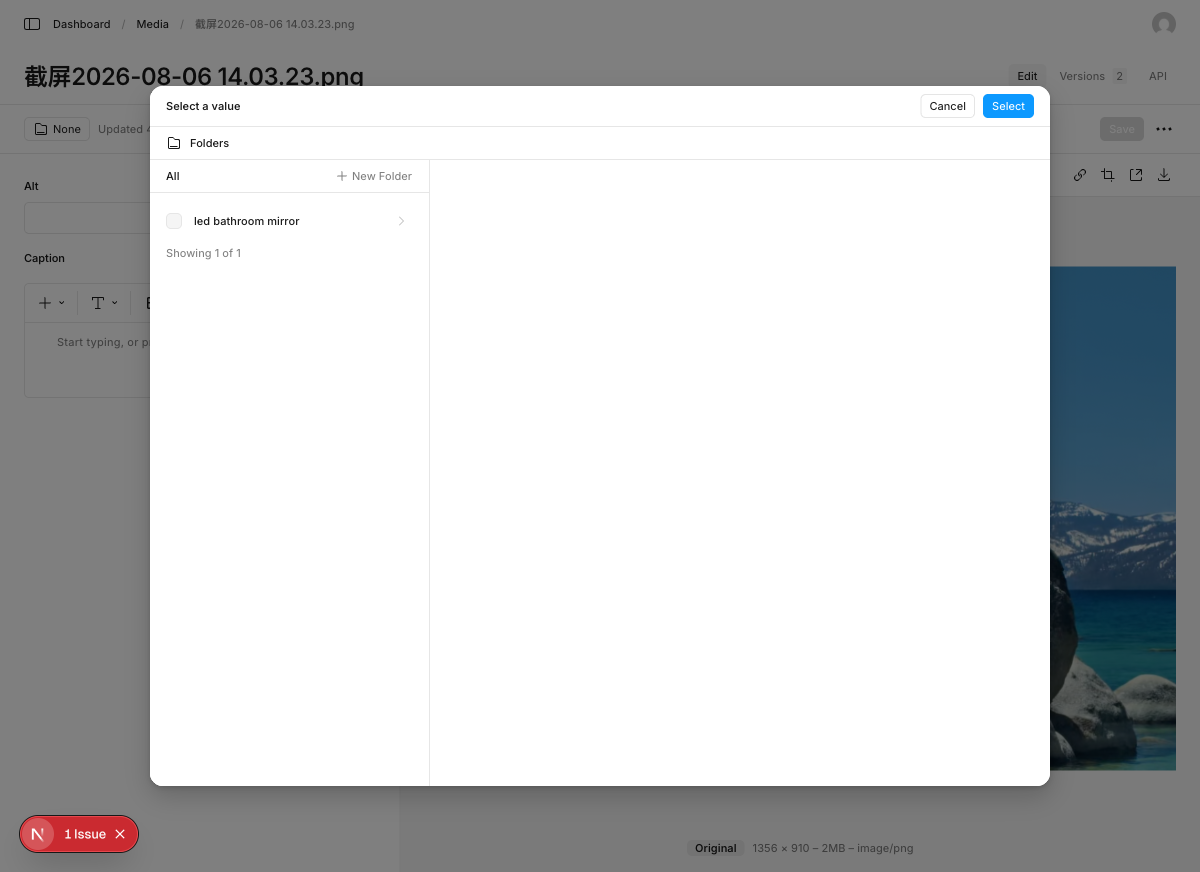 Dashboard / Media / 截屏2026-08-06 14.03.23.png
截屏2026-08-06 14.03.23.png
Edit Versions 2 API
Select a value
Cancel Select
None Updated
Save
Folders
All
New Folder
Alt
led bathroom mirror
Showing 1 of 1
Caption
Start typing, or
1 Issue
Original 1356 × 910 – 2MB – image/png